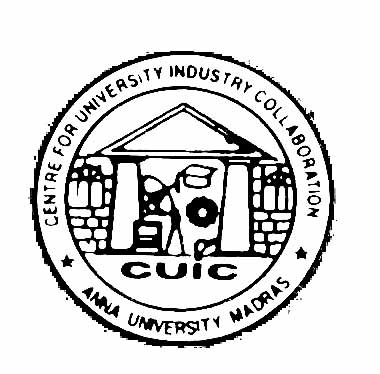 CENTRE FOR UNIVERSITY INDUSTRY COLLABORATION
CUIC
ANNA UNIVERSITY MADRAS